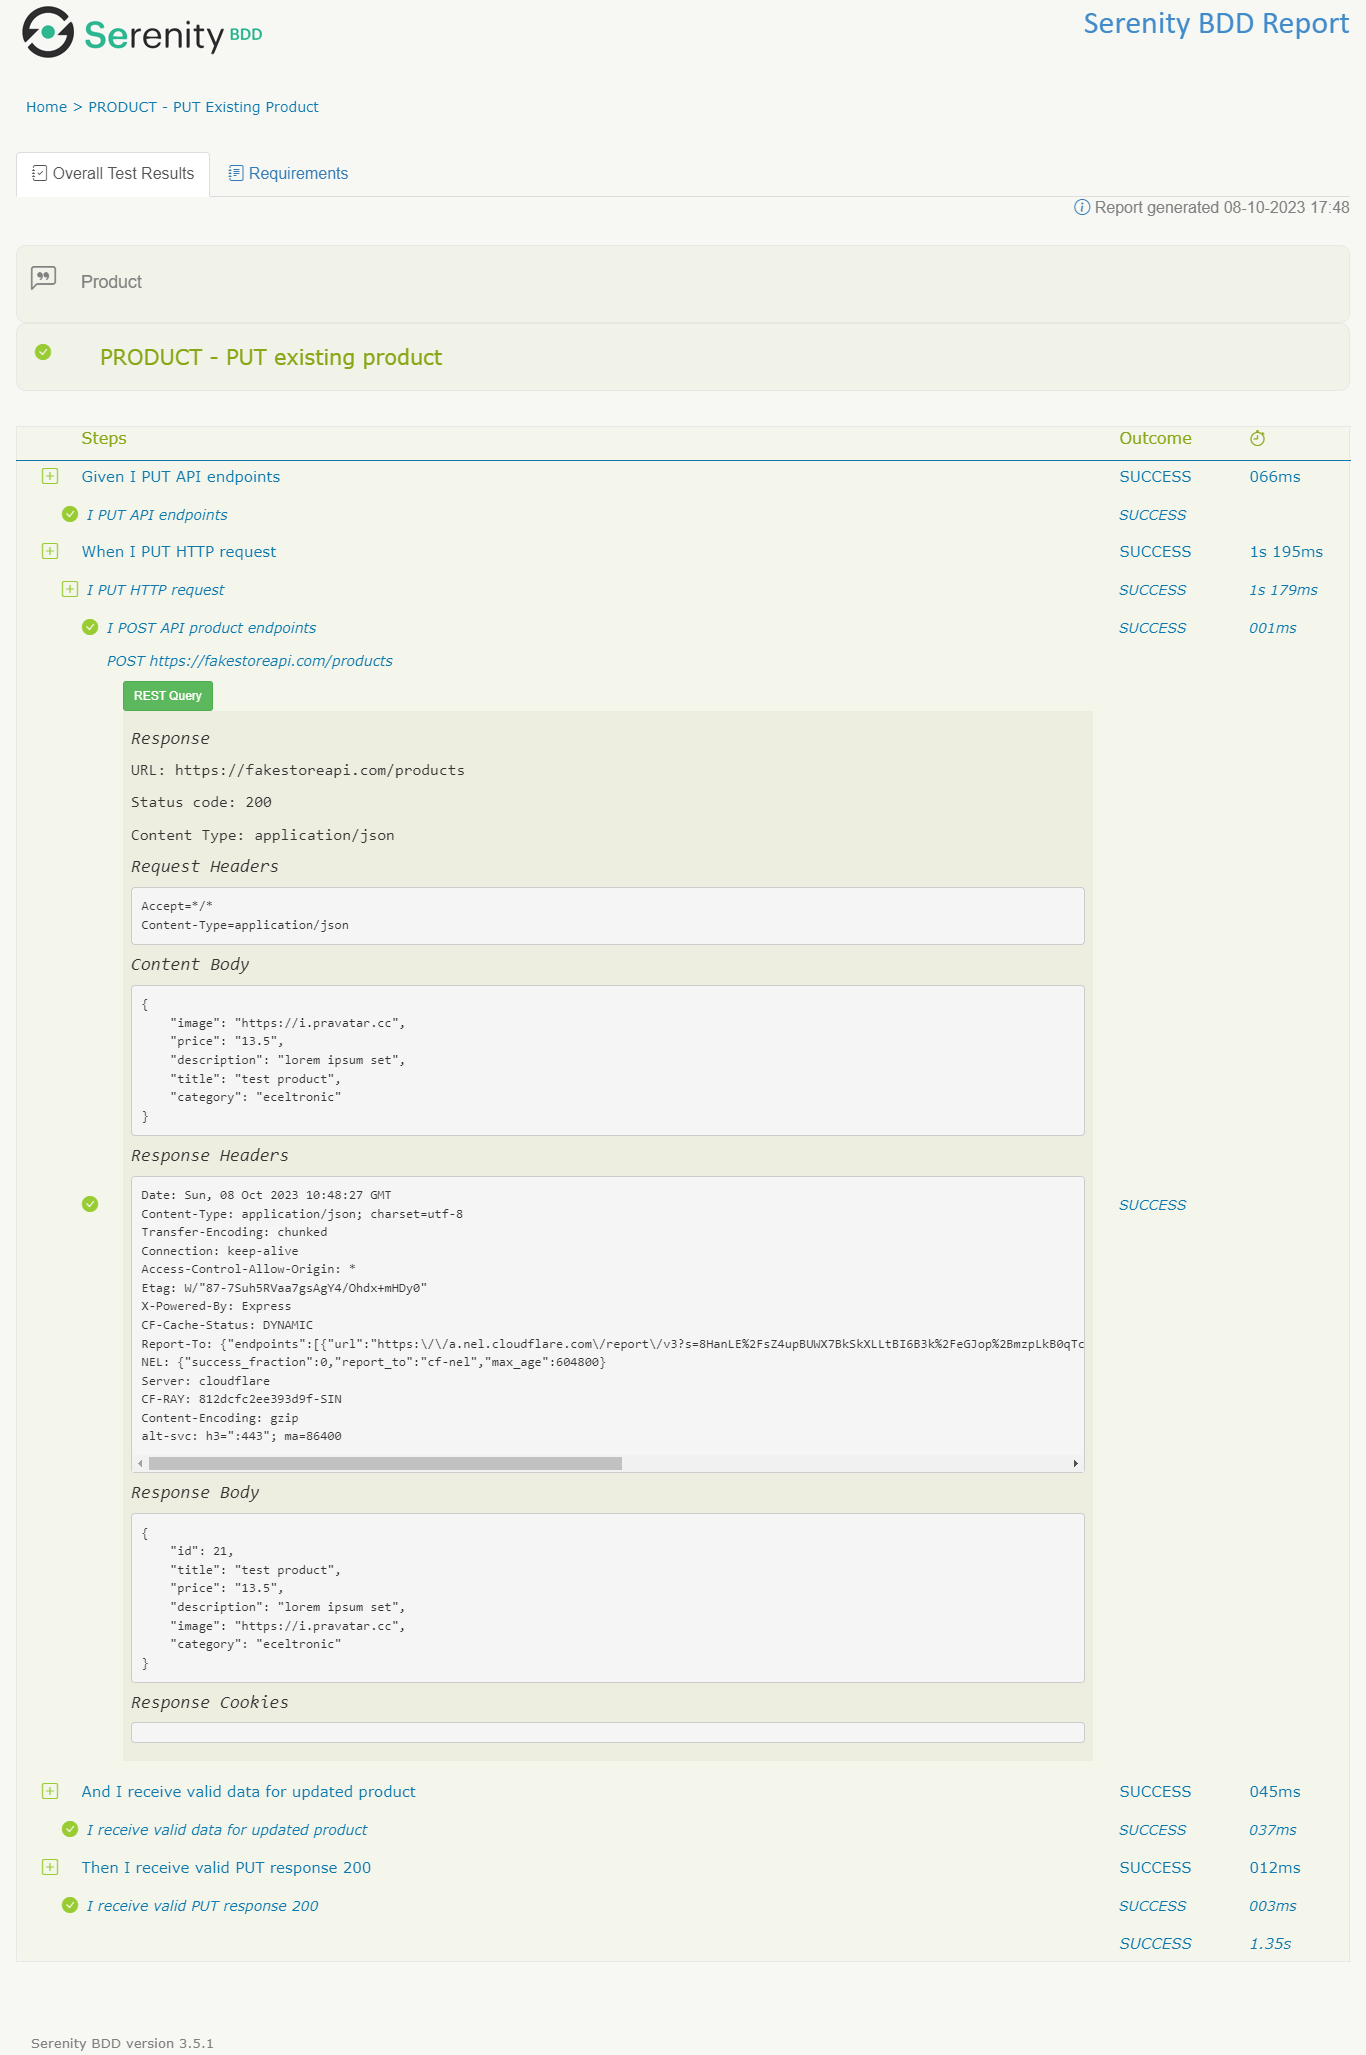 Serenity BDD
Serenity BDD Report
Home > PRODUCT - PUT Existing Product
Overall Test Results
Requirements
Report generated 08-10-2023 17:48
Product
PRODUCT - PUT existing product
Steps Outcome
Given I PUT API endpoints SUCCESS 066ms
I PUT API endpoints SUCCESS
When I PUT HTTP request SUCCESS 1s 195ms
I PUT HTTP request SUCCESS 1s 179ms
I POST API product endpoints SUCCESS 001ms
POST https://fakestoreapi.com/products
REST Query
Response
URL: https://fakestoreapi.com/products
Status code: 200
Content Type: application/json
Request Headers
Accept=*/*
Content-Type=application/json
Content Body
{
"image": "https://i.pravatar.cc",
"price": "13.5",
"description": "lorem ipsum set",
"title": "test product",
"category": "eceltronic"
}
Response Headers
Date: Sun, 08 Oct 2023 10:48:27 GMT
SUCCESS
Content-Type: application/json; charset=utf-8
Transfer-Encoding: chunked
Connection: keep-alive
Access-Control-Allow-Origin: *
Etag: W/"87-7Suh5RVaa7gsAgY4/Ohdx+mHDy0"
X-Powered-By: Express
CF-Cache-Status: DYNAMIC
Report-To: {"endpoints":[{"url":"https:\/\/a.nel.cloudflare.com\/report\/v3?s=8HanLE%2FsZ4upBUWX7BkSkXLLtBI6B3k%2FeGJop%2BmzpLkB0qTc
NEL: {"success_fraction":0,"report_to":"cf-nel","max_age":604800}
Server: cloudflare
CF-RAY: 812dcfc2ee393d9f-SIN
Content-Encoding: gzip
alt-svc: h3=":443"; ma=86400
Response Body
{
"id": 21,
"title": "test product",
"price": "13.5",
"description": "lorem ipsum set",
"image": "https://i.pravatar.cc",
"category": "eceltronic"
}
Response Cookies
And I receive valid data for updated product SUCCESS 045ms
I receive valid data for updated product SUCCESS 037ms
Then I receive valid PUT response 200 SUCCESS 012ms
I receive valid PUT response 200 SUCCESS 003ms
SUCCESS 1.35s
Serenity BDD version 3.5.1